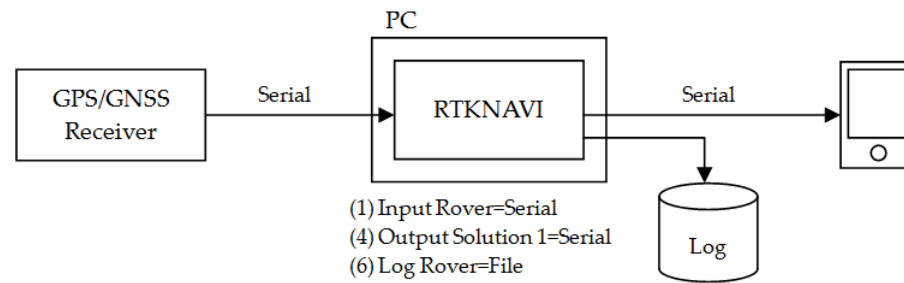 PC
GPS/GNSS
Receiver
Serial
RTKNAVI
Serial
(1) Input Rover=Serial
(4) Output Solution 1=Serial
(6) Log Rover=File
Log